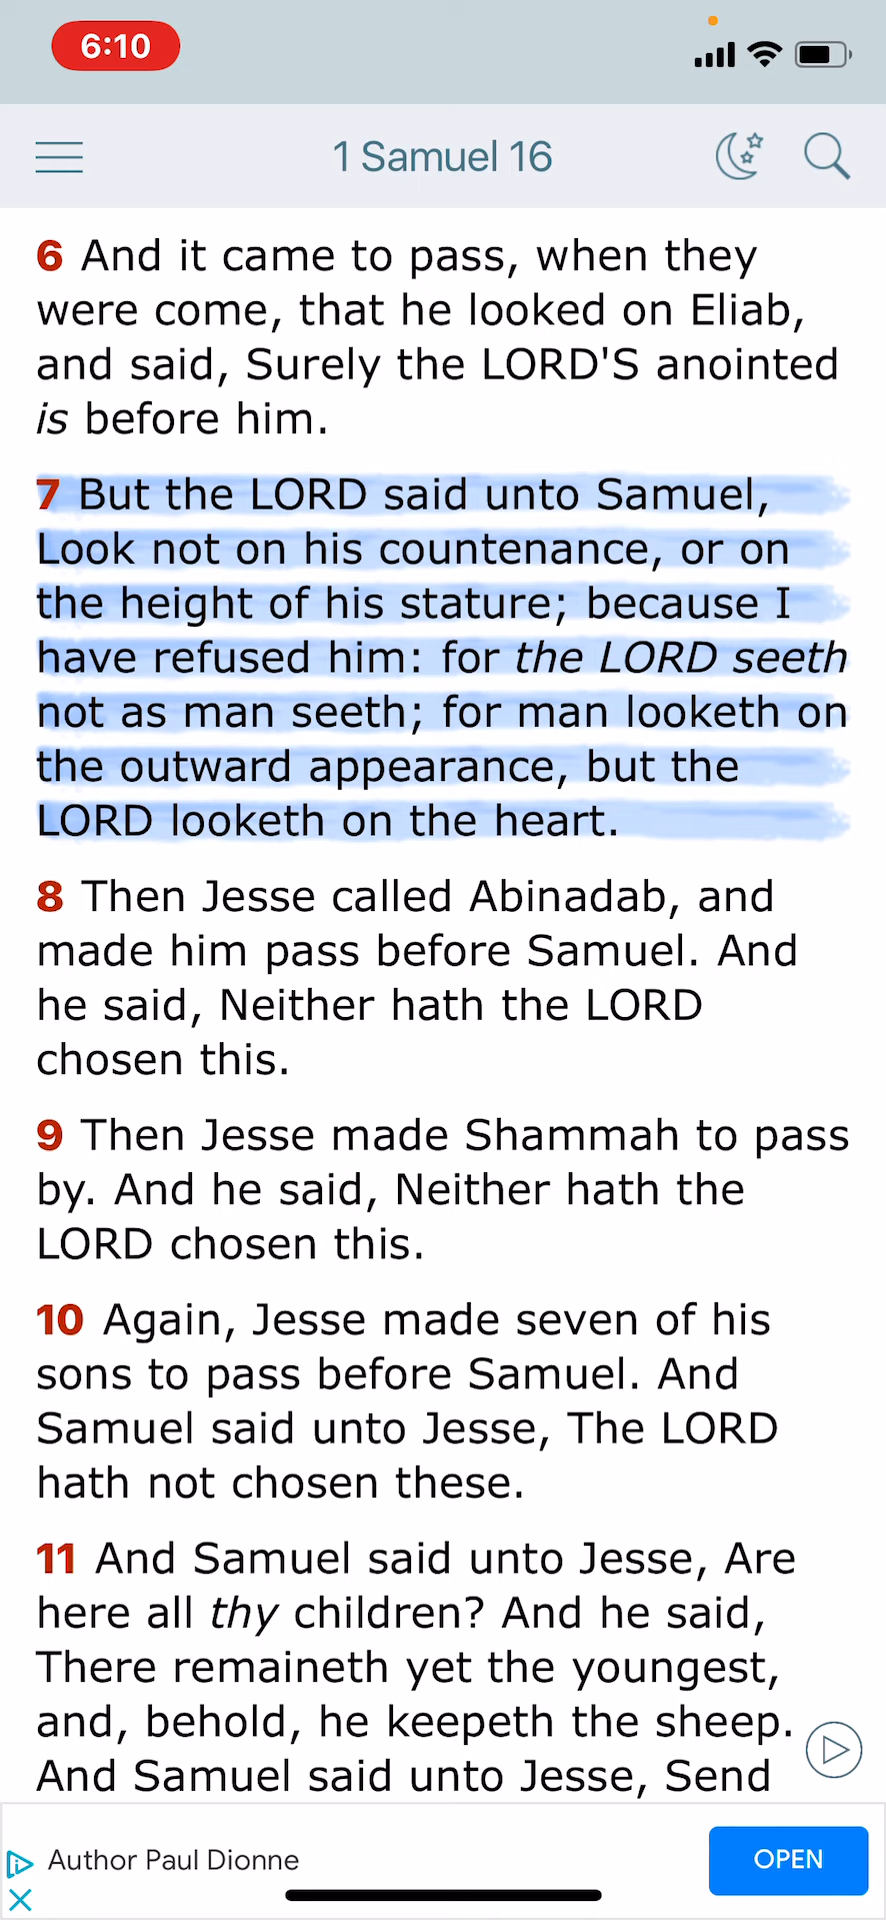 6:10
1 Samuel 16
6 And it came to pass, when they
were come, that he looked on Eliab,
and said, Surely the LORD'S anointed
is before him.
7 But the LORD said unto Samuel,
Look not on his countenance, or on
the height of his stature; because I
have refused him: for the LORD seeth
not as man seeth; for man looketh on
the outward appearance, but the
LORD looketh on the heart.
8 Then Jesse called Abinadab, and
made him pass before Samuel. And
he said, Neither hath the LORD
chosen this.
9 Then Jesse made Shammah to pass
by. And he said, Neither hath the
LORD chosen this.
10 Again, Jesse made seven of his
sons to pass before Samuel. And
Samuel said unto Jesse, The LORD
hath not chosen these.
11 And Samuel said unto Jesse, Are
here all thy children? And he said,
There remaineth yet the youngest,
and, behold, he keepeth the sheep.
And Samuel said unto Jesse, Send
Author Paul Dionne
OPEN